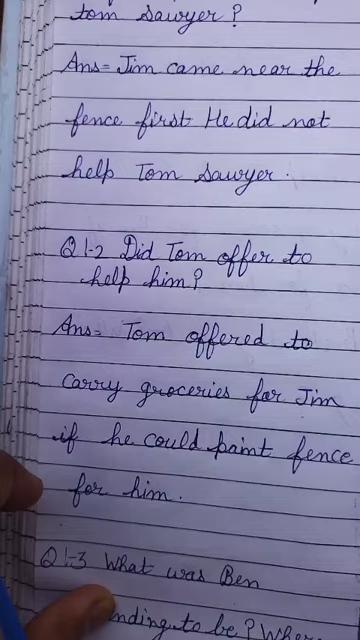 tom Sawyer?
Ans= Jim came near the
fence first He did not
help Tom Sawyer.
Q1-2 Did Tom offer to
help him?
Ans= Tom offered to
carry groceries for Jim
if he could paint fence
for him.
Q1-3 What was Ben
nding to be?